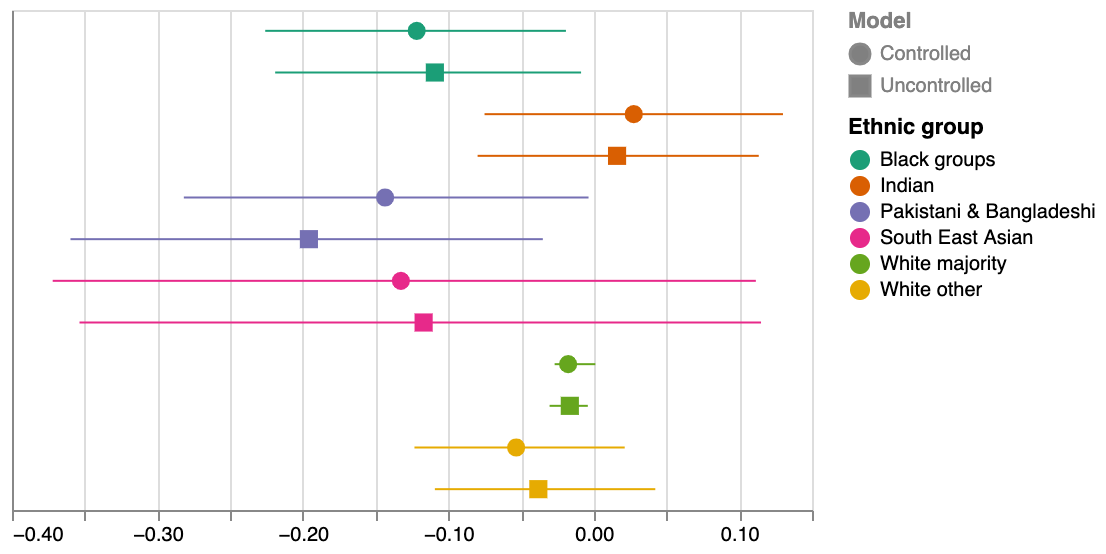 Model
Controlled
Uncontrolled
Ethnic group
Black groups
Indian
Pakistani & Bangladeshi
South East Asian
White majority
White other
−0.40 −0.30 −0.20 −0.10 0.00 0.10